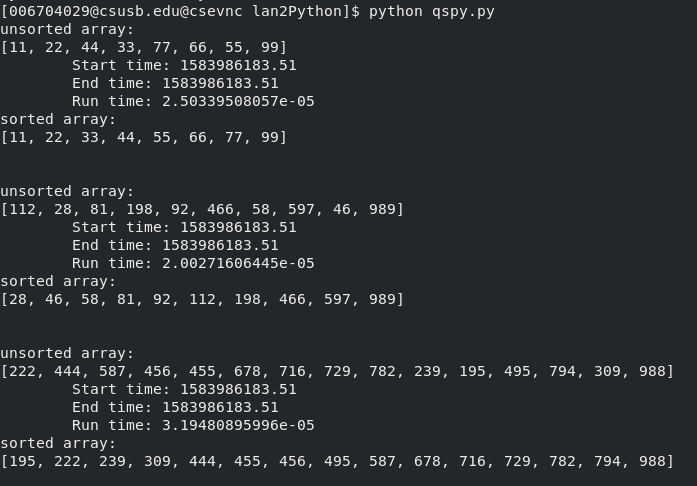 [006704029@csusb.edu@csevnc lan2Python]$ python qspy.py
unsorted array:
[11, 22, 44, 33, 77, 66, 55, 99]
Start time: 1583986183.51
End time: 1583986183.51
Run time: 2.50339508057e-05
sorted array:
[11, 22, 33, 44, 55, 66, 77, 99]
unsorted array:
[112, 28, 81, 198, 92, 466, 58, 597, 46, 989]
Start time: 1583986183.51
End time: 1583986183.51
Run time: 2.00271606445e-05
sorted array:
[28, 46, 58, 81, 92, 112, 198, 466, 597, 989]
unsorted array:
[222, 444, 587, 456, 455, 678, 716, 729, 782, 239, 195, 495, 794, 309, 988]
Start time: 1583986183.51
End time: 1583986183.51
Run time: 3.19480895996e-05
sorted array:
[195, 222, 239, 309, 444, 455, 456, 495, 587, 678, 716, 729, 782, 794, 988]